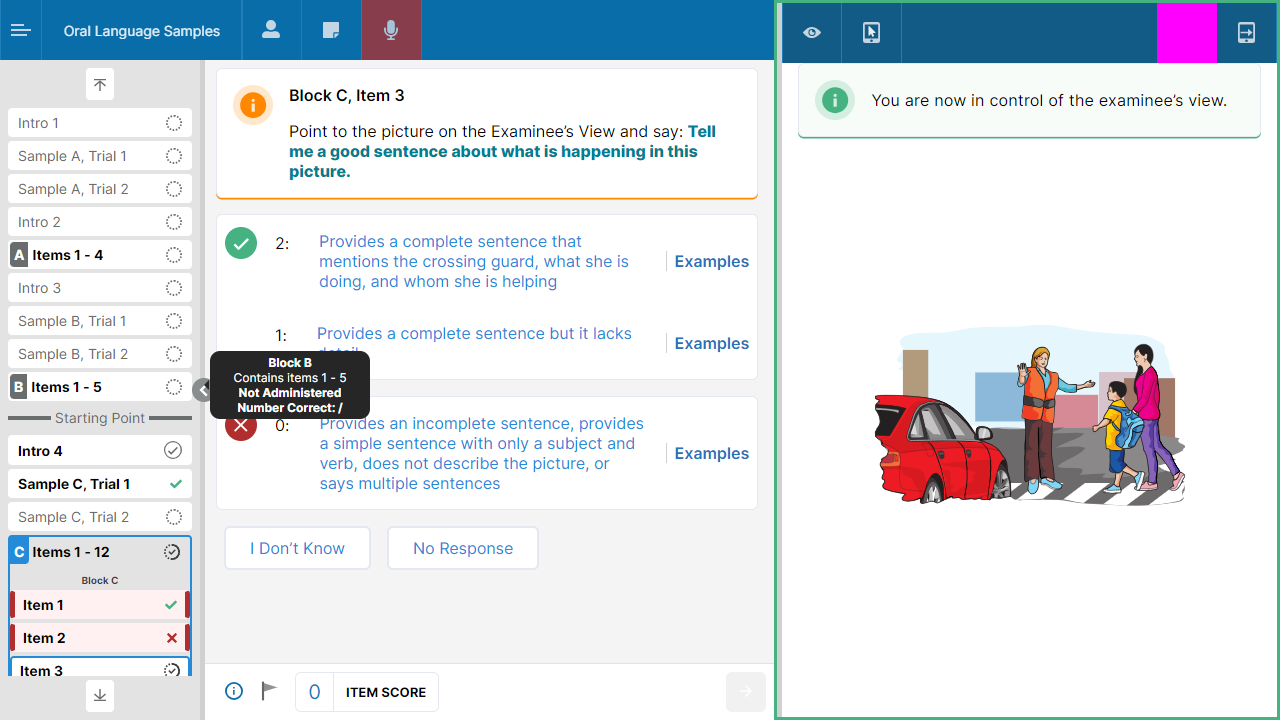 Oral Language Samples
Intro 1
Sample A, Trial 1
Sample A, Trial 2
Intro 2
A Items 1 - 4
Intro 3
Sample B, Trial 1
Sample B, Trial 2
B Items 1 - 5
Starting Point
Intro 4
Sample C, Trial 1
Sample C, Trial 2
C Items 1 - 12
Block C
Item 1
Item 2
Item 3
Block C, Item 3
Point to the picture on the Examinee’s View and say: Tell
me a good sentence about what is happening in this
picture.
2:
Provides a complete sentence that
mentions the crossing guard, what she is
doing, and whom she is helping
Examples
1:
Provides a complete sentence but it lacks
Examples
Block B
Contains items 1 - 5
Not Administered
Number Correct: /
0:
Provides an incomplete sentence, provides
a simple sentence with only a subject and
verb, does not describe the picture, or
says multiple sentences
Examples
I Don’t Know
No Response
0 ITEM SCORE
You are now in control of the examinee’s view.